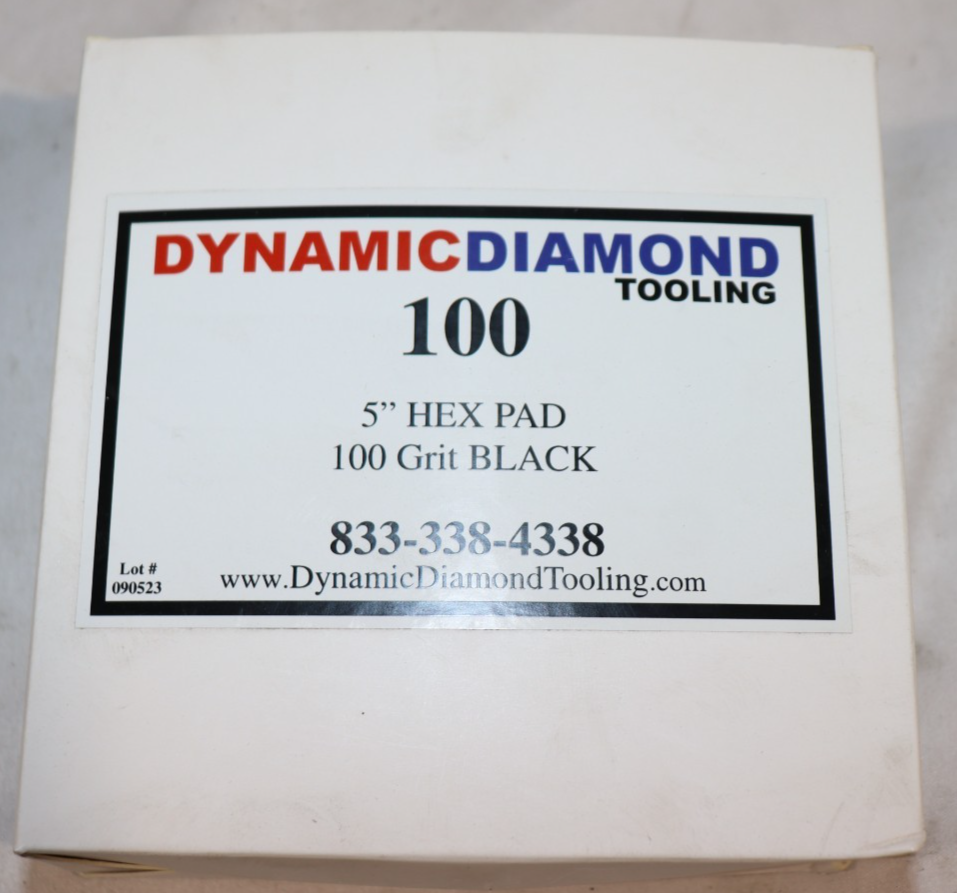 DYNAMICDIAMOND
TOOLING
100
5” HEX PAD
100 Grit BLACK
833-338-4338
www.DynamicDiamondTooling.com
Lot #
090523